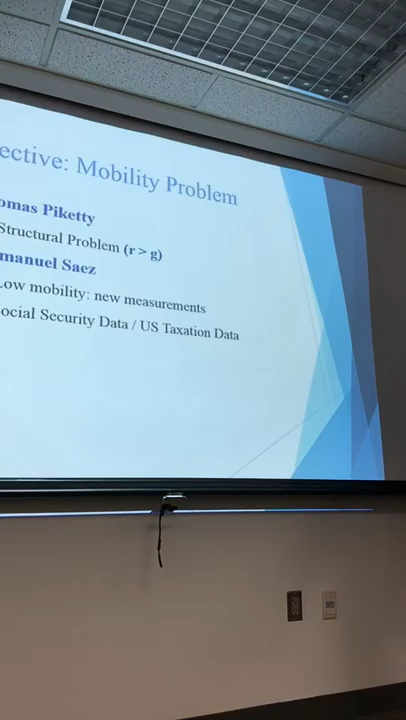 ective: Mobility Problem
omas Piketty
Structural Problem (r > g)
manuel Saez
Low mobility: new measurements
ocial Security Data / US Taxation Data